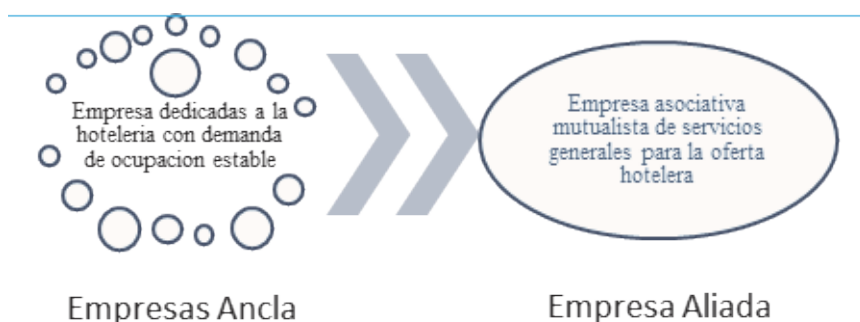 Empresa dedicadas a la
hoteleria con demanda
de ocupacion estable
Empresa asociativa
mutualista de servicios
generales para la oferta
hotelera
Empresas Ancla
Empresa Aliada